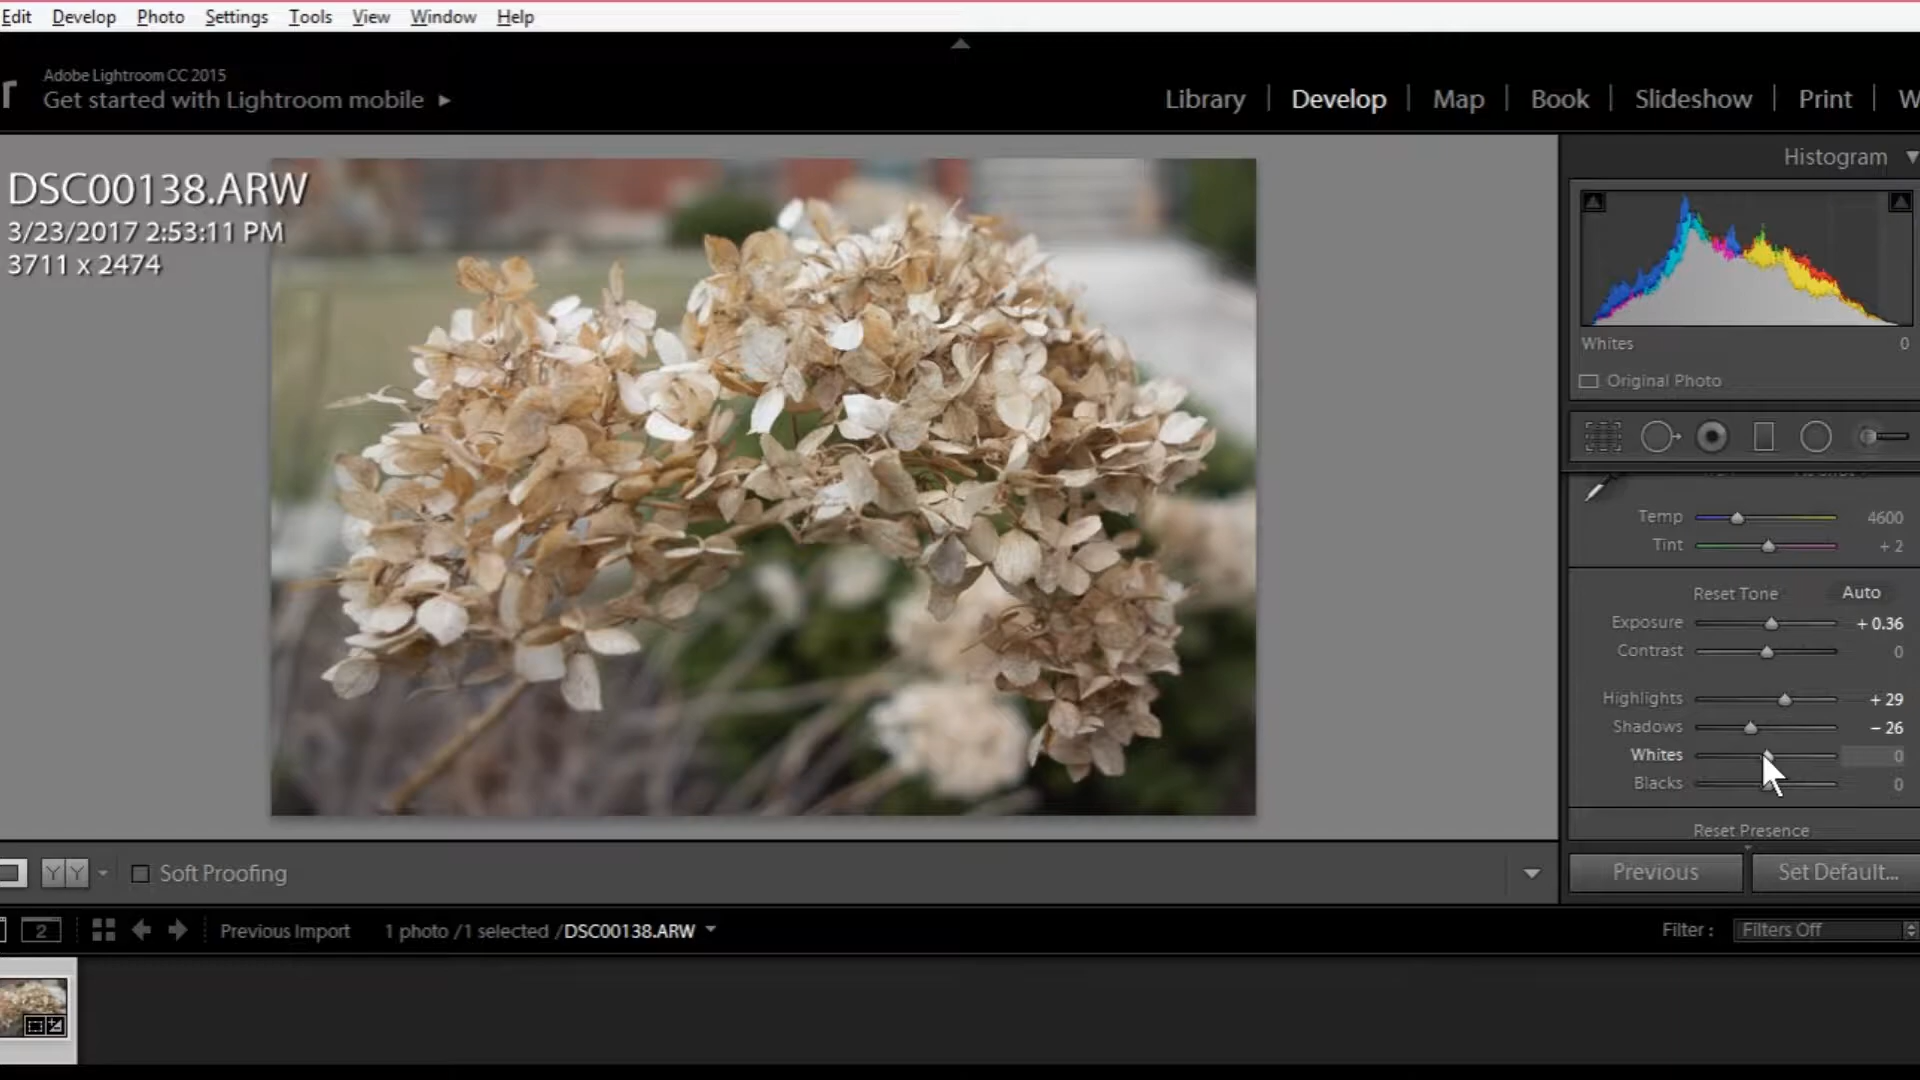 Edit Develop Photo Settings Tools View Window Help
Adobe Lightroom CC 2015
Get started with Lightroom mobile
Library | Develop | Map | Book | Slideshow | Print |
DSC00138.ARW
3/23/2017 2:53:11 PM
3711 x 2474
Histogram
Whites 0
Original Photo
Temp 4600
Tint + 2
Reset Tone Auto
Exposure + 0.36
Contrast 0
Highlights + 29
Shadows − 26
Whites 0
Blacks 0
Reset Presence
Y Y Soft Proofing
Previous Set Default...
2 Previous Import 1 photo /1 selected /DSC00138.ARW Filter : Filters Off